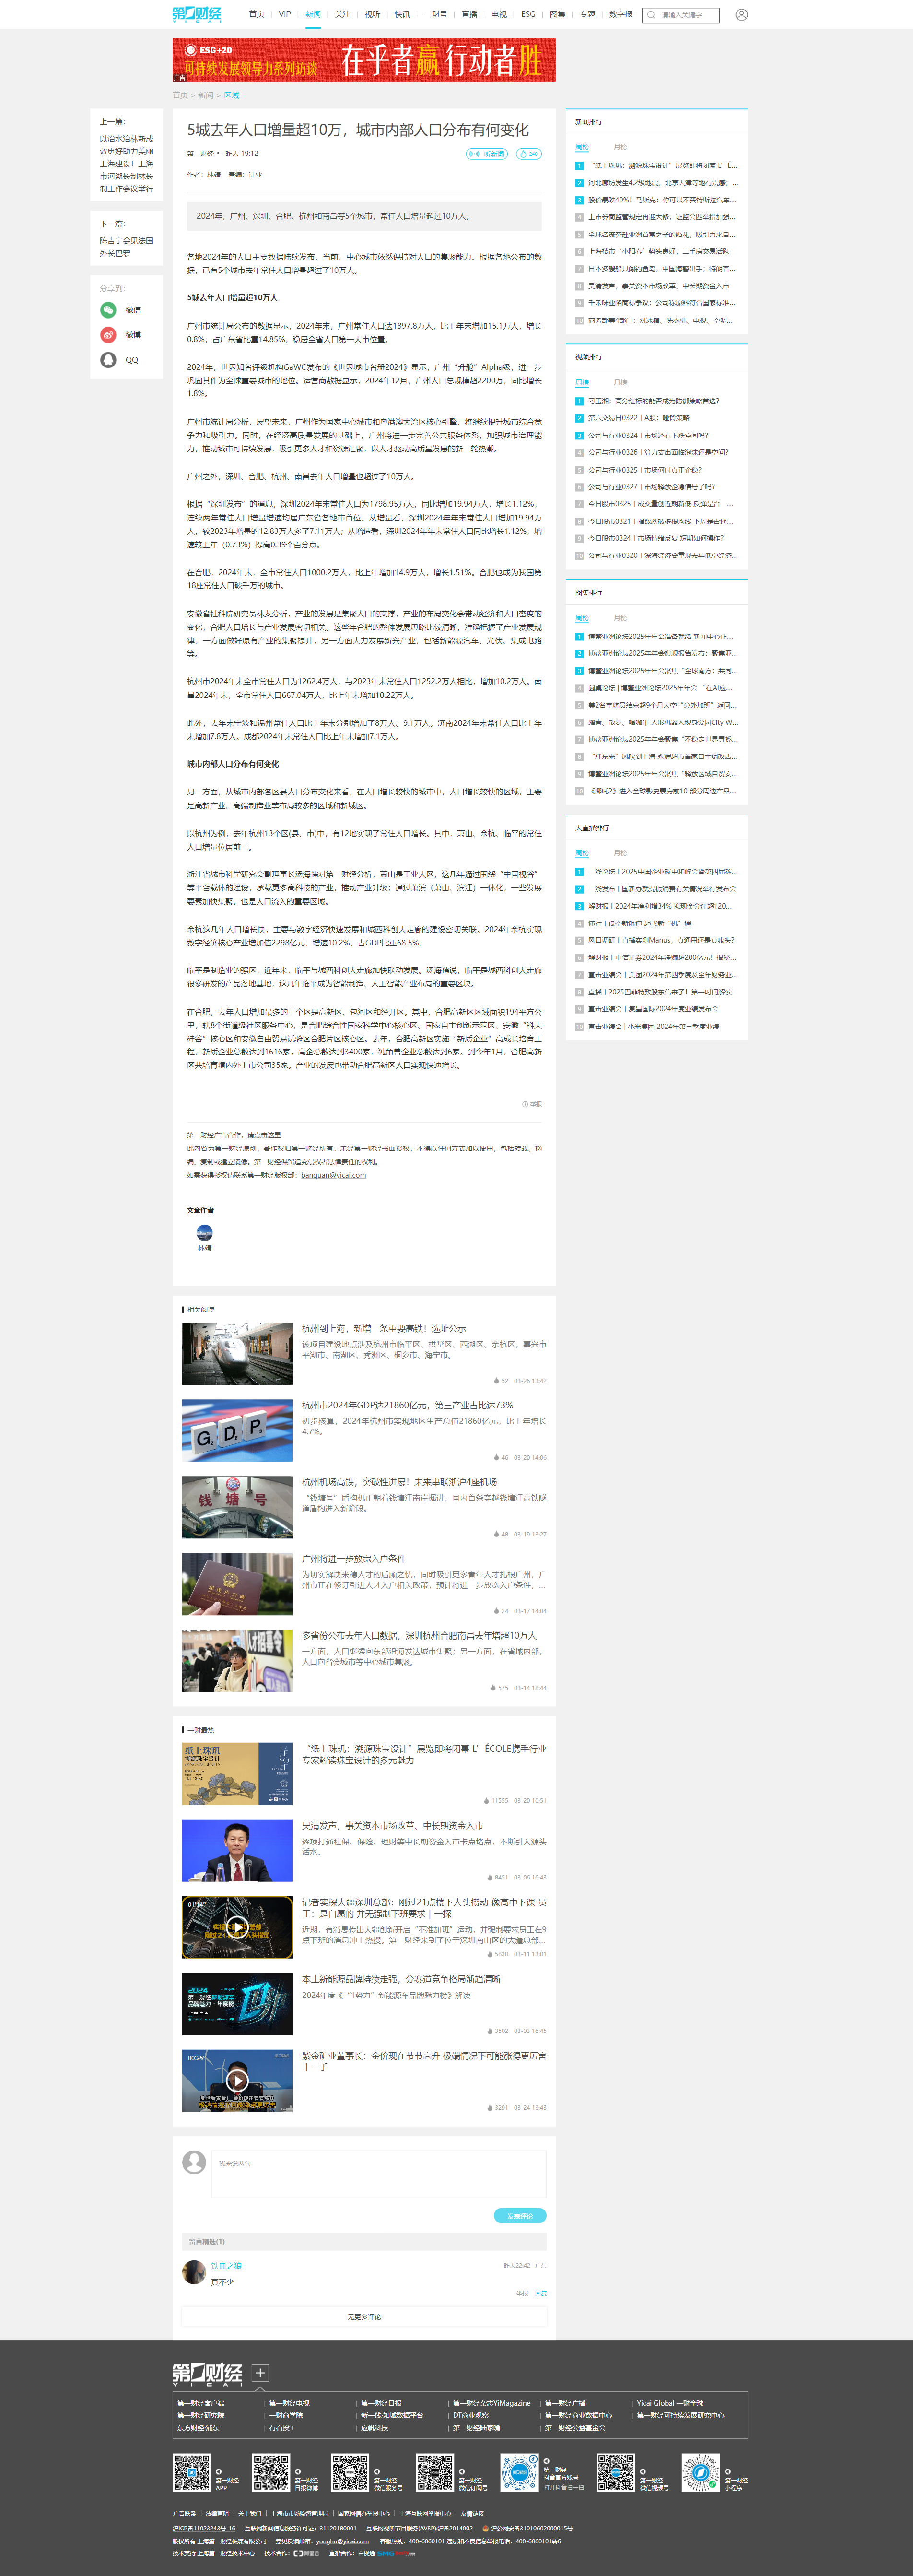 第一财经
YICAI
首页 | VIP | 新闻 | 关注 | 视听 | 快讯 | 一财号 | 直播 | 电视 | ESG | 图集 | 专题 | 数字报
请输入关键字
ESG+20
可持续发展领导力系列访谈
在乎者赢 行动者胜
广告
首页 > 新闻 > 区域
上一篇：
以治水治林新成
效更好助力美丽
上海建设！上海
市河湖长制林长
制工作会议举行
下一篇：
陈吉宁会见法国
外长巴罗
分享到：
微信
微博
QQ
5城去年人口增量超10万，城市内部人口分布有何变化
第一财经 • 昨天 19:12
听新闻
作者：林靖 责编：计亚
2024年，广州、深圳、合肥、杭州和南昌等5个城市，常住人口增量超过10万人。
各地2024年的人口主要数据陆续发布，当前，中心城市依然保持对人口的集聚能力。根据各地公布的数
据，已有5个城市去年常住人口增量超过了10万人。
5城去年人口增量超10万人
广州市统计局公布的数据显示，2024年末，广州常住人口达1897.8万人，比上年末增加15.1万人，增长
0.8%，占广东省比重14.85%，稳居全省人口第一大城市位置。
2024年，世界知名评级机构GaWC发布的《世界城市名册2024》显示，广州“升舱”Alpha级，进一步
巩固其作为全球重要城市的地位。运营商数据显示，2024年12月，广州人口总规模超2200万，同比增长
1.8%。
广州市统计局分析，展望未来，广州作为国家中心城市和粤港澳大湾区核心引擎，将继续提升城市综合竞
争力和吸引力。同时，在经济高质量发展的基础上，广州将进一步完善公共服务体系，加强城市治理能
力，推动城市可持续发展，吸引更多人才和资源汇聚，以人才驱动高质量发展的新一轮热潮。
广州之外，深圳、合肥、杭州、南昌去年人口增量也超过了10万人。
根据“深圳发布”的消息，深圳2024年末常住人口为1798.95万人，同比增加19.94万人，增长1.12%，
连续两年常住人口增量增速均居广东省各地市首位。从增量看，深圳2024年年末常住人口增加19.94万
人，较2023年增量的12.83万人多了7.11万人；从增速看，深圳2024年年末常住人口同比增长1.12%，增
速较上年（0.73%）提高0.39个百分点。
在合肥，2024年末，全市常住人口1000.2万人，比上年增加14.9万人，增长1.51%。合肥也成为我国第
18座常住人口破千万的城市。
安徽省社科院研究员林斐分析，产业的发展是集聚人口的支撑，产业的布局变化会带动经济和人口密度的
变化，合肥人口增长与产业发展密切相关。这些年合肥的整体发展思路比较清晰，准确把握了产业发展规
律，一方面做好原有产业的集聚提升，另一方面大力发展新兴产业，包括新能源汽车、光伏、集成电路
等。
杭州市2024年末全市常住人口为1262.4万人，与2023年末常住人口1252.2万人相比，增加10.2万人。南
昌2024年末，全市常住人口667.04万人，比上年末增加10.22万人。
此外，去年末宁波和温州常住人口比上年末分别增加了8万人、9.1万人。济南2024年末常住人口比上年
末增加7.8万人。成都2024年末常住人口比上年末增加7.1万人。
城市内部人口分布有何变化
另一方面，从城市内部各区县人口分布变化来看，在人口增长较快的城市中，人口增长较快的区域，主要
是高新产业、高端制造业等布局较多的区域和新城区。
以杭州为例，去年杭州13个区(县、市)中，有12地实现了常住人口增长。其中，萧山、余杭、临平的常住
人口增量位居前三。
浙江省城市科学研究会副理事长汤海孺对第一财经分析，萧山是工业大区，这几年通过围绕“中国视谷”
等平台载体的建设，承载更多高科技的产业，推动产业升级；通过萧滨（萧山、滨江）一体化，一些发展
要素加快集聚，也是人口流入的重要区域。
余杭这几年人口增长快，主要与数字经济快速发展和城西科创大走廊的建设密切关联。2024年余杭实现
数字经济核心产业增加值2298亿元，增速10.2%，占GDP比重68.5%。
临平是制造业的强区，近年来，临平与城西科创大走廊加快联动发展。汤海孺说，临平是城西科创大走廊
很多研发的产品落地基地、这几年临平成为智能制造、人工智能产业布局的重要区块。
在合肥，去年人口增加最多的三个区是高新区、包河区和经开区。其中，合肥高新区区域面积194平方公
里，辖8个街道级社区服务中心，是合肥综合性国家科学中心核心区、国家自主创新示范区、安徽“科大
硅谷”核心区和安徽自由贸易试验区合肥片区核心区。去年，合肥高新区实施“新质企业”高成长培育工
程，新质企业总数达到1616家，高企总数达到3400家，独角兽企业总数达到6家。到今年1月，合肥高新
区共培育境内外上市公司35家。产业的发展也带动合肥高新区人口实现快速增长。
举报
第一财经广告合作，请点击这里
此内容为第一财经原创，著作权归第一财经所有。未经第一财经书面授权，不得以任何方式加以使用，包括转载、摘
编、复制或建立镜像。第一财经保留追究侵权者法律责任的权利。
如需获得授权请联系第一财经版权部：banquan@yicai.com
文章作者
林靖
相关阅读
杭州到上海，新增一条重要高铁！选址公示
该项目建设地点涉及杭州市临平区、拱墅区、西湖区、余杭区，嘉兴市
平湖市、南湖区、秀洲区、桐乡市、海宁市。
52 03-26 13:42
GDP
杭州市2024年GDP达21860亿元，第三产业占比达73%
初步核算，2024年杭州市实现地区生产总值21860亿元，比上年增长
4.7%。
46 03-20 14:06
钱塘号
杭州机场高铁，突破性进展！未来串联浙沪4座机场
“钱塘号”盾构机正朝着钱塘江南岸掘进，国内首条穿越钱塘江高铁隧
道盾构进入新阶段。
48 03-19 13:27
广州将进一步放宽入户条件
为切实解决来穗人才的后顾之忧，同时吸引更多青年人才扎根广州，广
州市正在修订引进人才入户相关政策，预计将进一步放宽入户条件，...
24 03-17 14:04
多省份公布去年人口数据，深圳杭州合肥南昌去年增超10万人
一方面，人口继续向东部沿海发达城市集聚；另一方面，在省域内部，
人口向省会城市等中心城市集聚。
575 03-14 18:44
一财最热
纸上珠玑
溯源珠宝设计
“纸上珠玑：溯源珠宝设计”展览即将闭幕 L'ÉCOLE携手行业
专家解读珠宝设计的多元魅力
11555 03-20 10:51
吴清发声，事关资本市场改革、中长期资金入市
逐项打通社保、保险、理财等中长期资金入市卡点堵点，不断引入源头
活水。
8451 03-06 16:43
记者实探大疆深圳总部：刚过21点楼下人头攒动 像高中下课 员
工：是自愿的 并无强制下班要求 | 一探
近期，有消息传出大疆创新开启“不准加班”运动，并强制要求员工在9
点下班的消息冲上热搜。第一财经来到了位于深圳南山区的大疆总部...
5830 03-11 13:01
本土新能源品牌持续走强，分赛道竞争格局渐趋清晰
2024年度《“1势力”新能源车品牌魅力榜》解读
3502 03-03 16:45
紫金矿业董事长：金价现在节节高升 极端情况下可能涨得更厉害
丨一手
3291 03-24 13:43
我来说两句
发表评论
留言精选(1)
铁血之狼
昨天22:42 广东
真不少
举报 回复
无更多评论
新闻排行
周榜 月榜
1 “纸上珠玑：溯源珠宝设计”展览即将闭幕 L'É...
2 河北廊坊发生4.2级地震，北京天津等地有震感：...
3 股价暴跌40%！马斯克：你可以不买特斯拉汽车...
4 上市券商监管规定再迎大修，证监会四举措加强...
5 全球名流奔赴亚洲首富之子的婚礼，吸引力来自...
6 上海楼市“小阳春”势头良好，二手房交易活跃
7 日本多艘船只闯钓鱼岛，中国海警出手；特朗普...
8 吴清发声，事关资本市场改革、中长期资金入市
9 千禾味业陷商标争议：公司称原料符合国家标准...
10 商务部等4部门：对冰箱、洗衣机、电视、空调...
视频排行
周榜 月榜
1 刁玉湘：高分红标的能否成为防御策略首选？
2 第六交易日0322丨A股：哑铃策略
3 公司与行业0324丨市场还有下跌空间吗？
4 公司与行业0326丨算力支出面临泡沫还是空间？
5 公司与行业0325丨市场何时真正企稳？
6 公司与行业0327丨市场释放企稳信号了吗？
7 今日股市0325丨成交量创近期新低 反弹是否一...
8 今日股市0321丨指数跌破多根均线 下周是否还...
9 今日股市0324丨市场情绪反复 短期如何操作？
10 公司与行业0320丨深海经济会重现去年低空经济...
图集排行
周榜 月榜
1 博鳌亚洲论坛2025年年会准备就绪 新闻中心正...
2 博鳌亚洲论坛2025年年会旗舰报告发布：聚焦亚...
3 博鳌亚洲论坛2025年年会聚焦“全球南方：共同...
4 圆桌论坛 | 博鳌亚洲论坛2025年年会 “在AI应...
5 美2名宇航员结束超9个月太空“意外加班”返回...
6 踏青、散步、喝咖啡 人形机器人现身公园City W...
7 博鳌亚洲论坛2025年年会聚焦“不稳定世界寻找...
8 “胖东来”风吹到上海 永辉超市首家自主调改店...
9 博鳌亚洲论坛2025年年会聚焦“释放区域自贸安...
10 《哪吒2》进入全球影史票房前10 部分周边产品...
大直播排行
周榜 月榜
1 一线论坛丨2025中国企业碳中和峰会暨第四届碳...
2 一线发布丨国新办就提振消费有关情况举行发布会
3 解财报丨2024年净利增34% 拟现金分红超120...
4 懂行丨低空新航道 起飞新“机”遇
5 风口调研丨直播实测Manus，真通用还是真噱头？
6 解财报丨中信证券2024年净赚超200亿元！揭秘...
7 直击业绩会丨美团2024年第四季度及全年财务业...
8 直播丨2025巴菲特致股东信来了！第一时间解读
9 直击业绩会丨复星国际2024年度业绩发布会
10 直击业绩会 | 小米集团 2024年第三季度业绩
第一财经
YICAI
第一财经客户端 | 第一财经电视 | 第一财经日报 | 第一财经杂志YiMagazine | 第一财经广播 | Yicai Global 一财全球
第一财经研究院 | 一财商学院 | 新一线·知城数据平台 | DT商业观察 | 第一财经商业数据中心 | 第一财经可持续发展研究中心
东方财经·浦东 | 有看投+ | 应帆科技 | 第一财经陆家嘴 | 第一财经公益基金会
第一财经
APP
第一财经
日报微博
第一财经
微信服务号
第一财经
微信订阅号
第一财经
抖音官方账号
打开抖音扫一扫
第一财经
微信视频号
第一财经
小程序
广告联系 | 法律声明 | 关于我们 | 上海市市场监督管理局 | 国家网信办举报中心 | 上海互联网举报中心 | 友情链接
沪ICP备11023243号-16 互联网新闻信息服务许可证：31120180001 互联网视听节目服务(AVSP):沪备2014002 沪公网安备31010602000015号
版权所有 上海第一财经传媒有限公司 意见反馈邮箱：yonghu@yicai.com 客服热线：400-6060101 违法和不良信息举报电话：400-6060101转6
技术支持 上海第一财经技术中心 技术合作： 阿里云 直播合作：百视通